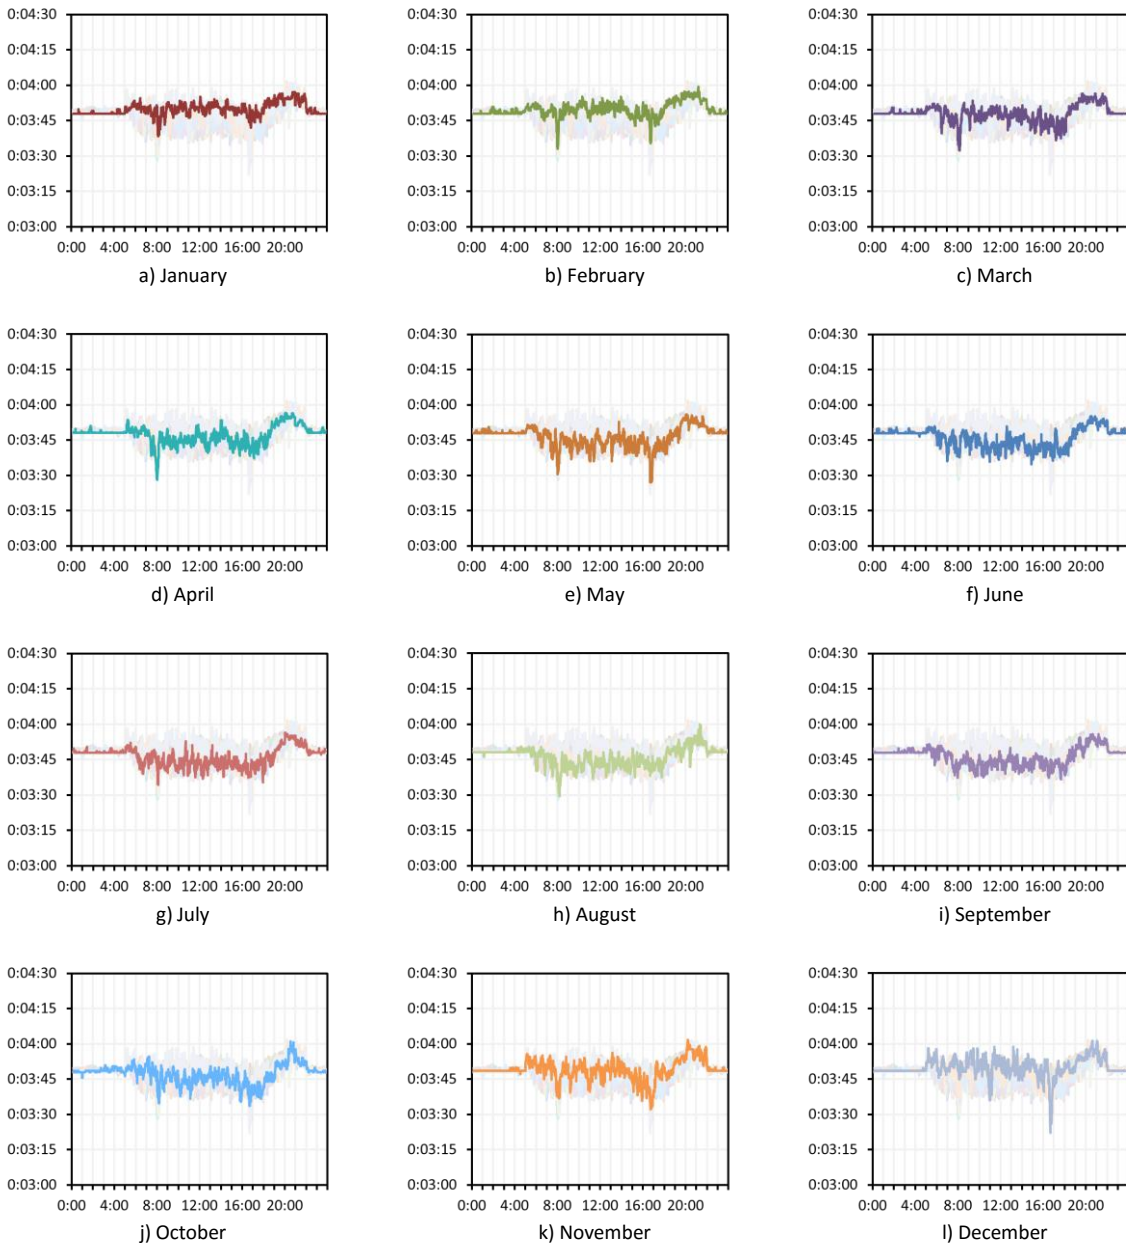 0:04:30 0:04:30 0:04:30
0:04:15 0:04:15 0:04:15
0:04:00 0:04:00 0:04:00
0:03:45 0:03:45 0:03:45
0:03:30 0:03:30 0:03:30
0:03:15 0:03:15 0:03:15
0:03:00 0:03:00 0:03:00
0:00 4:00 8:00 12:00 16:00 20:00 0:00 4:00 8:00 12:00 16:00 20:00 0:00 4:00 8:00 12:00 16:00 20:00
a) January b) February c) March
0:04:30 0:04:30 0:04:30
0:04:15 0:04:15 0:04:15
0:04:00 0:04:00 0:04:00
0:03:45 0:03:45 0:03:45
0:03:30 0:03:30 0:03:30
0:03:15 0:03:15 0:03:15
0:03:00 0:03:00 0:03:00
0:00 4:00 8:00 12:00 16:00 20:00 0:00 4:00 8:00 12:00 16:00 20:00 0:00 4:00 8:00 12:00 16:00 20:00
d) April e) May f) June
0:04:30 0:04:30 0:04:30
0:04:15 0:04:15 0:04:15
0:04:00 0:04:00 0:04:00
0:03:45 0:03:45 0:03:45
0:03:30 0:03:30 0:03:30
0:03:15 0:03:15 0:03:15
0:03:00 0:03:00 0:03:00
0:00 4:00 8:00 12:00 16:00 20:00 0:00 4:00 8:00 12:00 16:00 20:00 0:00 4:00 8:00 12:00 16:00 20:00
g) July h) August i) September
0:04:30 0:04:30 0:04:30
0:04:15 0:04:15 0:04:15
0:04:00 0:04:00 0:04:00
0:03:45 0:03:45 0:03:45
0:03:30 0:03:30 0:03:30
0:03:15 0:03:15 0:03:15
0:03:00 0:03:00 0:03:00
0:00 4:00 8:00 12:00 16:00 20:00 0:00 4:00 8:00 12:00 16:00 20:00 0:00 4:00 8:00 12:00 16:00 20:00
j) October k) November l) December